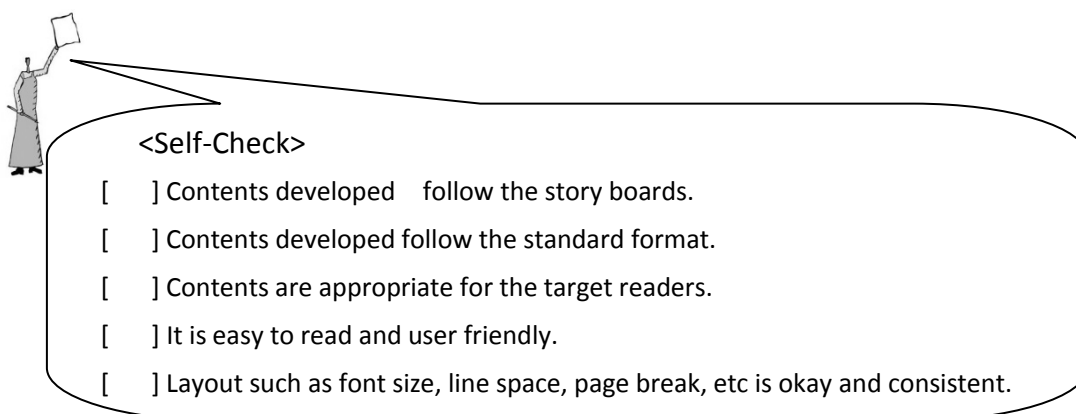 <Self-Check>
[ ] Contents developed follow the story boards.
[ ] Contents developed follow the standard format.
[ ] Contents are appropriate for the target readers.
[ ] It is easy to read and user friendly.
[ ] Layout such as font size, line space, page break, etc is okay and consistent.